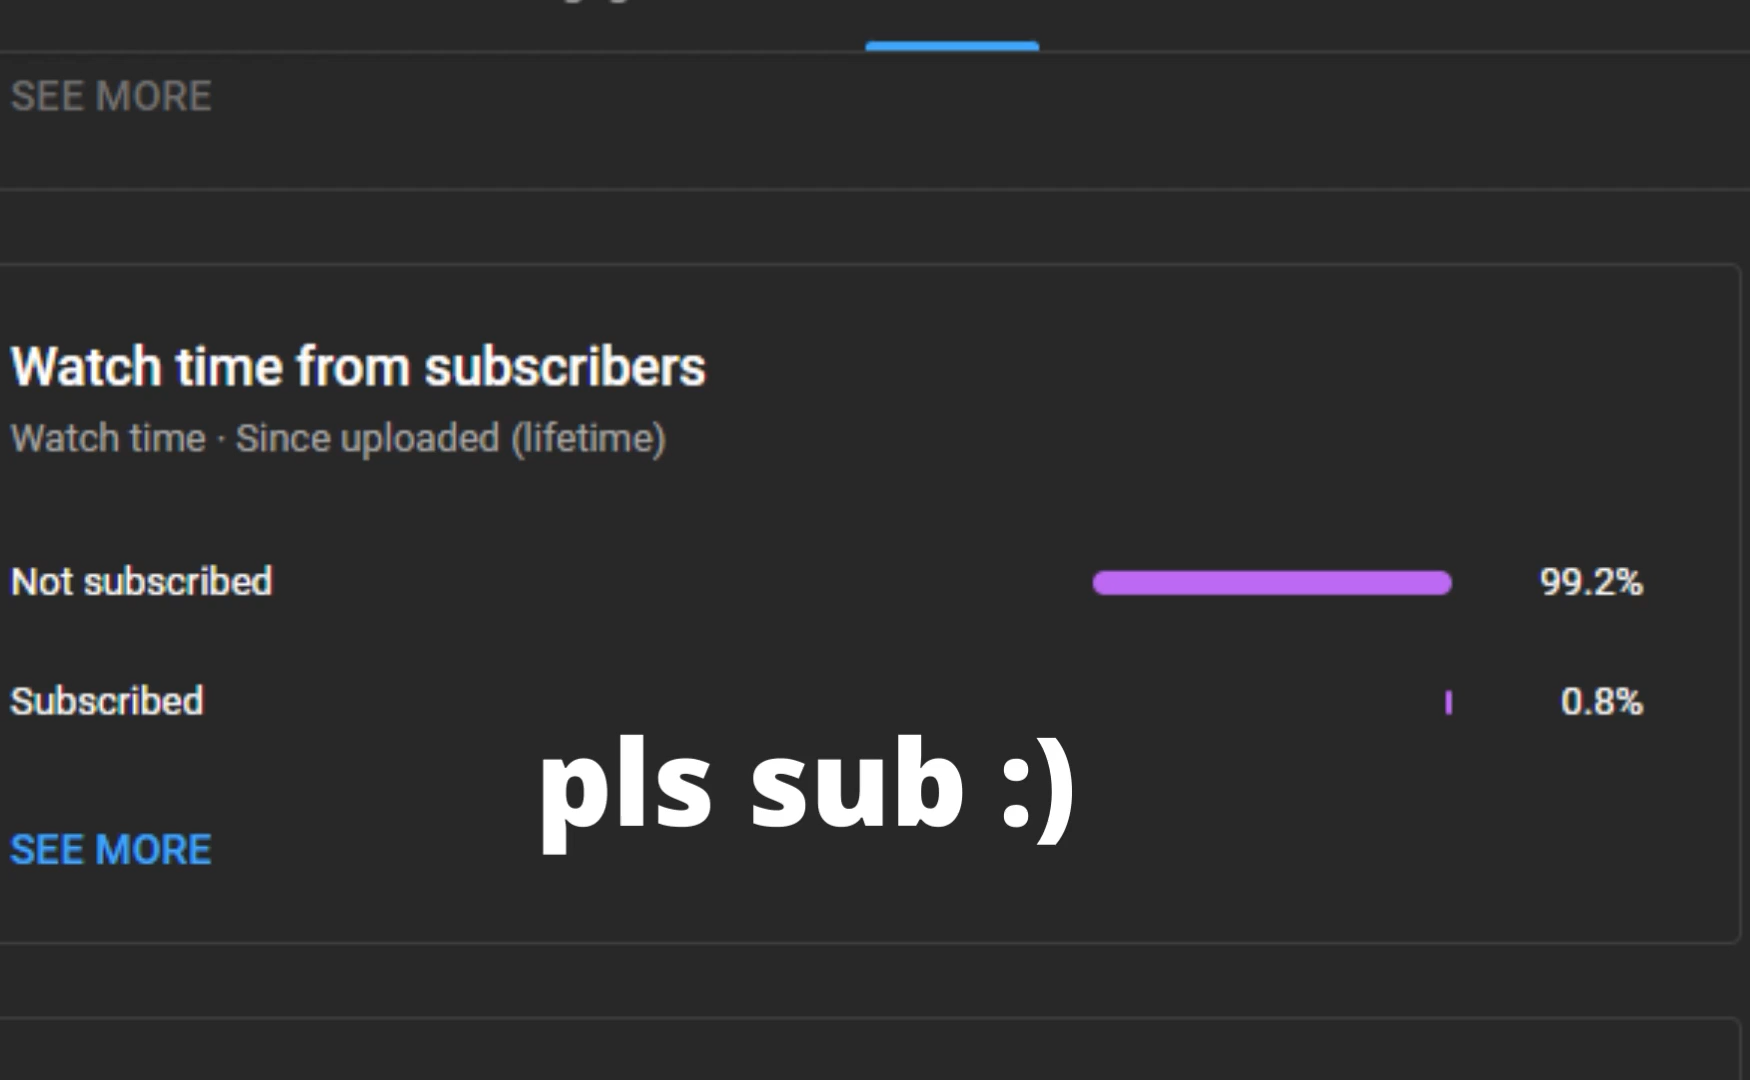 SEE MORE
Watch time from subscribers
Watch time · Since uploaded (lifetime)
Not subscribed 99.2%
Subscribed 0.8%
pls sub :)
SEE MORE